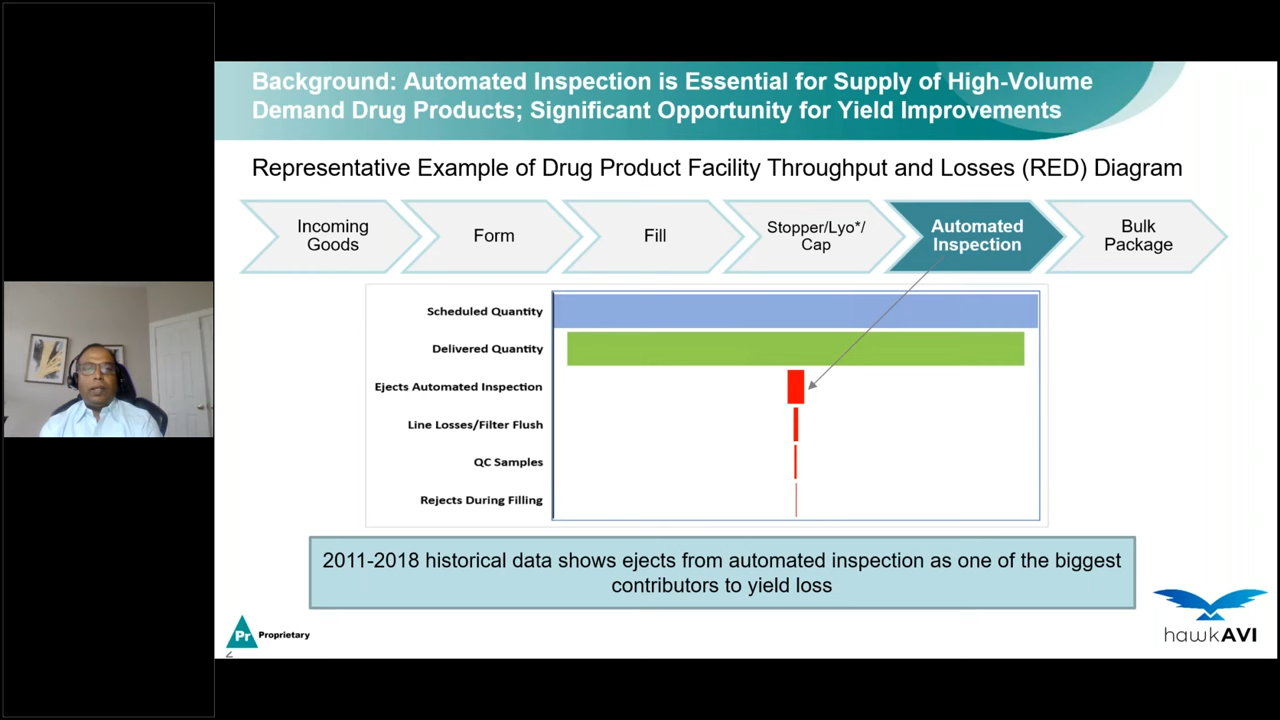 Background: Automated Inspection is Essential for Supply of High-Volume
Demand Drug Products; Significant Opportunity for Yield Improvements
Representative Example of Drug Product Facility Throughput and Losses (RED) Diagram
Incoming
Goods
Form
Fill
Stopper/Lyo*/
Cap
Automated
Inspection
Bulk
Package
Scheduled Quantity
Delivered Quantity
Ejects Automated Inspection
Line Losses/Filter Flush
QC Samples
Rejects During Filling
2011-2018 historical data shows ejects from automated inspection as one of the biggest
contributors to yield loss
Pr Proprietary
2
hawkAVI